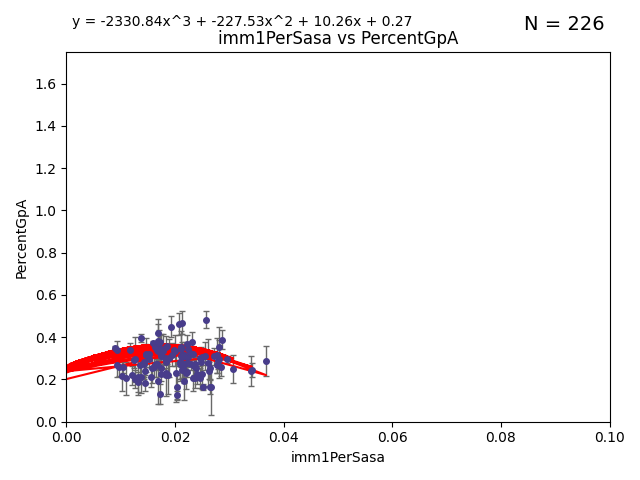 y = -2330.84x^3 + -227.53x^2 + 10.26x + 0.27
N = 226
imm1PerSasa vs PercentGpA
1.6
1.4
1.2
1.0
0.8
0.6
0.4
0.2
0.0
PercentGpA
0.00 0.02 0.04 0.06 0.08 0.10
imm1PerSasa